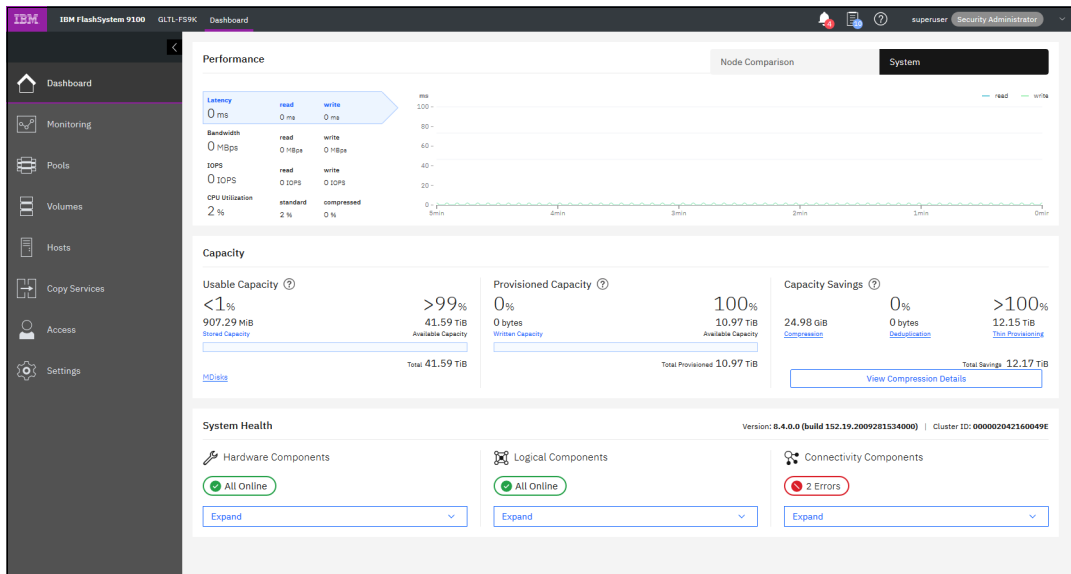 IBM IBM FlashSystem 9100 GLTL-FS9K Dashboard 4 10 ? superuser Security Administrator
Dashboard
Monitoring
Pools
Volumes
Hosts
Copy Services
Access
Settings
Performance
Node Comparison System
Latency read write
0 ms 0 ms 0 ms
Bandwidth read write
0 MBps 0 MBps 0 MBps
IOPS read write
0 IOPS 0 IOPS 0 IOPS
CPU Utilization standard compressed
2 % 2 % 0 %
ms
read write
100
80
60
40
20
0
5min 4min 3min 2min 1min 0min
Capacity
Usable Capacity ?
<1% >99%
907.29 MiB 41.59 TiB
Stored Capacity Available Capacity
Total 41.59 TiB
MDisks
Provisioned Capacity ?
0% 100%
0 bytes 10.97 TiB
Written Capacity Available Capacity
Total Provisioned 10.97 TiB
Capacity Savings ?
0% >100%
24.98 GiB 0 bytes 12.15 TiB
Compression Deduplication Thin Provisioning
Total Savings 12.17 TiB
View Compression Details
System Health
Version: 8.4.0.0 (build 152.19.2009281534000) | Cluster ID: 000002042160049E
Hardware Components
All Online
Expand
Logical Components
All Online
Expand
Connectivity Components
2 Errors
Expand